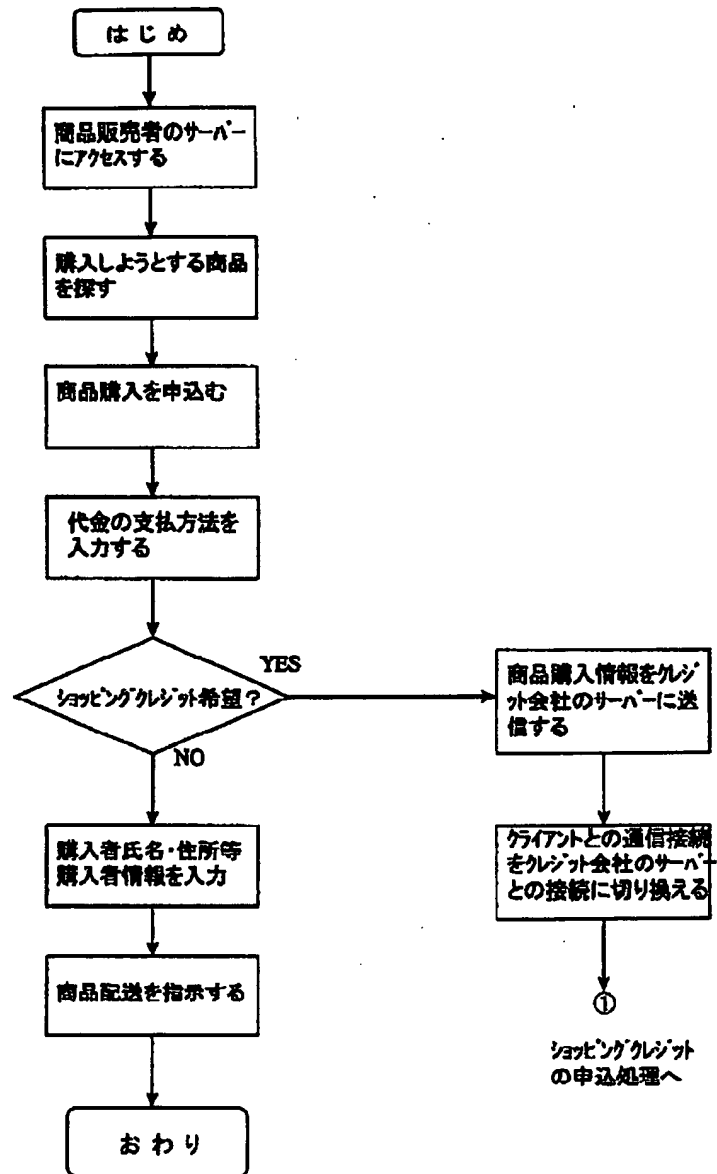 はじめ
商品販売者のサーバー
にアクセスする
購入しようとする商品
を探す
商品購入を申込む
代金の支払方法を
入力する
ショッピングクレジット希望？
YES
NO
購入者氏名・住所等
購入者情報を入力
商品配送を指示する
おわり
商品購入情報をクレジ
ット会社のサーバーに送
信する
クライアントとの通信接続
をクレジット会社のサーバー
との接続に切り換える
①
ショッピングクレジット
の申込処理へ